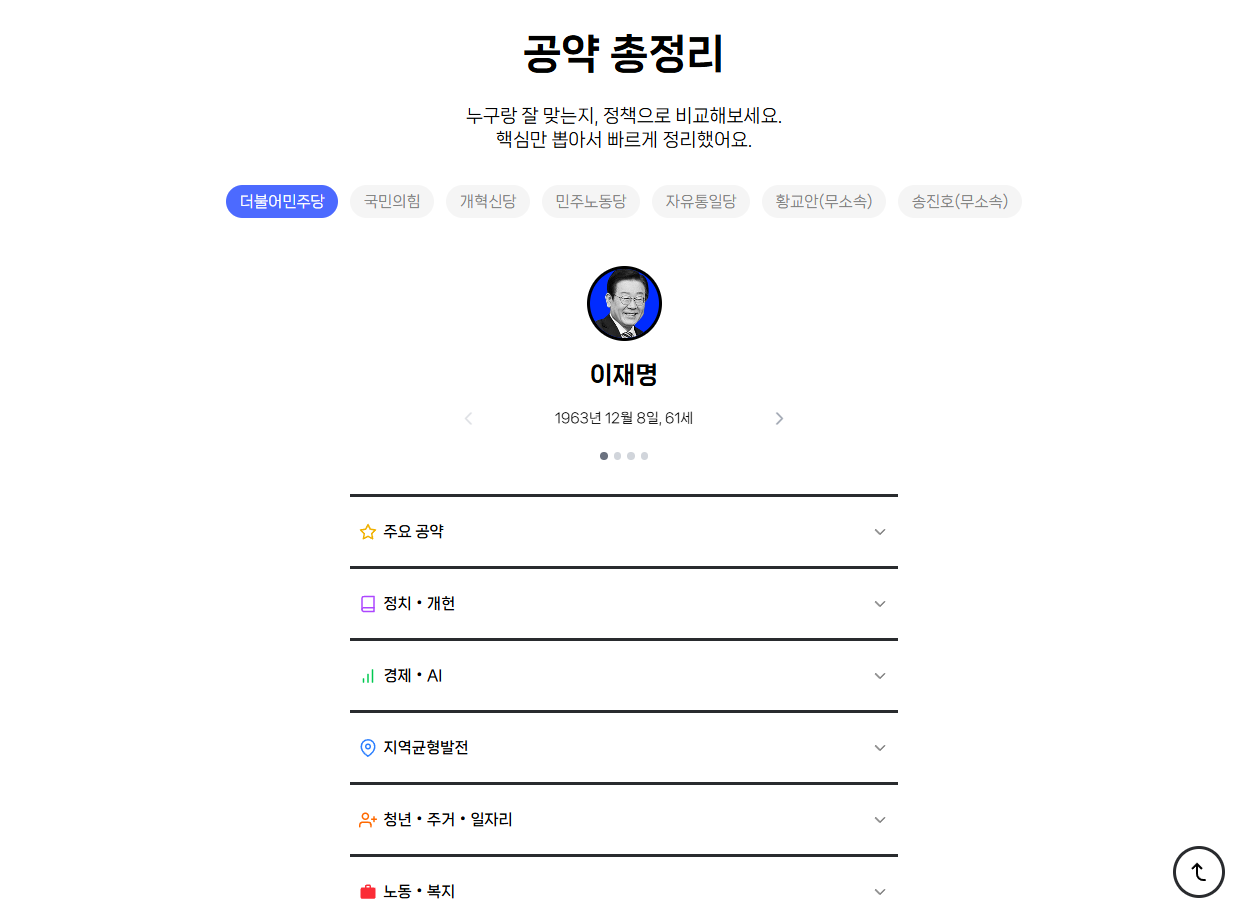 공약 총정리
누구랑 잘 맞는지, 정책으로 비교해보세요.
핵심만 뽑아서 빠르게 정리했어요.
더불어민주당 국민의힘 개혁신당 민주노동당 자유통일당 황교안(무소속) 송진호(무소속)
이재명
1963년 12월 8일, 61세
주요 공약
정치 • 개헌
경제 • AI
지역균형발전
청년 • 주거 • 일자리
노동 • 복지